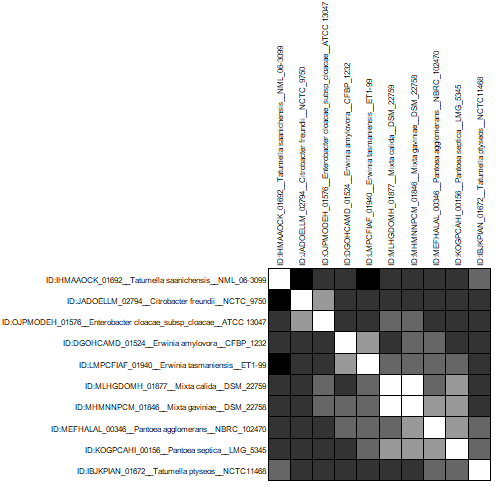 ID:IHMAAOCK_01692__Tatumella saanichensis__NML_06-3099
ID:JADOELLM_02794__Citrobacter freundii__NCTC_9750
ID:OJPMODEH_01576__Enterobacter cloacae_subsp_cloacae__ATCC 13047
ID:DGOHCAMD_01524__Erwinia amylovora__CFBP_1232
ID:LMPCFIAF_01940__Erwinia tasmaniensis__ET1-99
ID:MLHGDOMH_01877__Mixta calida__DSM_22759
ID:MHMNNPCM_01846__Mixta gaviniae__DSM_22758
ID:MEFHALAL_00346__Pantoea agglomerans__NBRC_102470
ID:KOGPCAHI_00156__Pantoea septica__LMG_5345
ID:IBJKPIAN_01672__Tatumella ptyseos__NCTC11468
ID:IHMAAOCK_01692__Tatumella saanichensis__NML_06-3099
ID:JADOELLM_02794__Citrobacter freundii__NCTC_9750
ID:OJPMODEH_01576__Enterobacter cloacae_subsp_cloacae__ATCC 13047
ID:DGOHCAMD_01524__Erwinia amylovora__CFBP_1232
ID:LMPCFIAF_01940__Erwinia tasmaniensis__ET1-99
ID:MLHGDOMH_01877__Mixta calida__DSM_22759
ID:MHMNNPCM_01846__Mixta gaviniae__DSM_22758
ID:MEFHALAL_00346__Pantoea agglomerans__NBRC_102470
ID:KOGPCAHI_00156__Pantoea septica__LMG_5345
ID:IBJKPIAN_01672__Tatumella ptyseos__NCTC11468